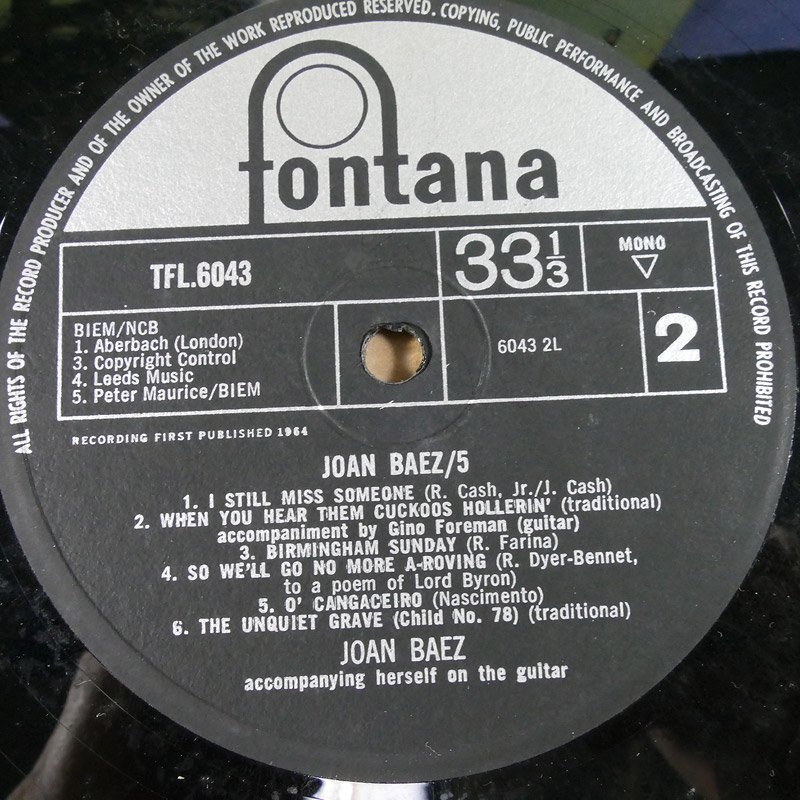 ALL RIGHTS OF THE RECORD PRODUCER AND OF THE OWNER OF THE WORK REPRODUCED RESERVED. COPYING, PUBLIC PERFORMANCE AND BROADCASTING OF THIS RECORD PROHIBITED
fontana
TFL.6043
33 1/3
MONO
BIEM/NCB
1. Aberbach (London)
3. Copyright Control
4. Leeds Music
5. Peter Maurice/BIEM
6043 2L
2
RECORDING FIRST PUBLISHED 1964
JOAN BAEZ/5
1. I STILL MISS SOMEONE (R. Cash, Jr./J. Cash)
2. WHEN YOU HEAR THEM CUCKOOS HOLLERIN' (traditional)
accompaniment by Gino Foreman (guitar)
3. BIRMINGHAM SUNDAY (R. Farina)
4. SO WE'LL GO NO MORE A-ROVING (R. Dyer-Bennet,
to a poem of Lord Byron)
5. O' CANGACEIRO (Nascimento)
6. THE UNQUIET GRAVE (Child No. 78) (traditional)
JOAN BAEZ
accompanying herself on the guitar